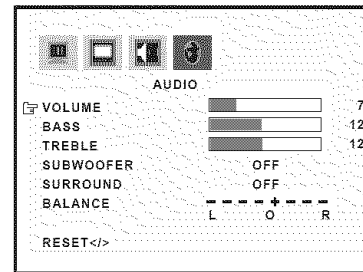 AUDIO
VOLUME 7
BASS 12
TREBLE 12
SUBWOOFER OFF
SURROUND OFF
BALANCE
L O R
RESET</>